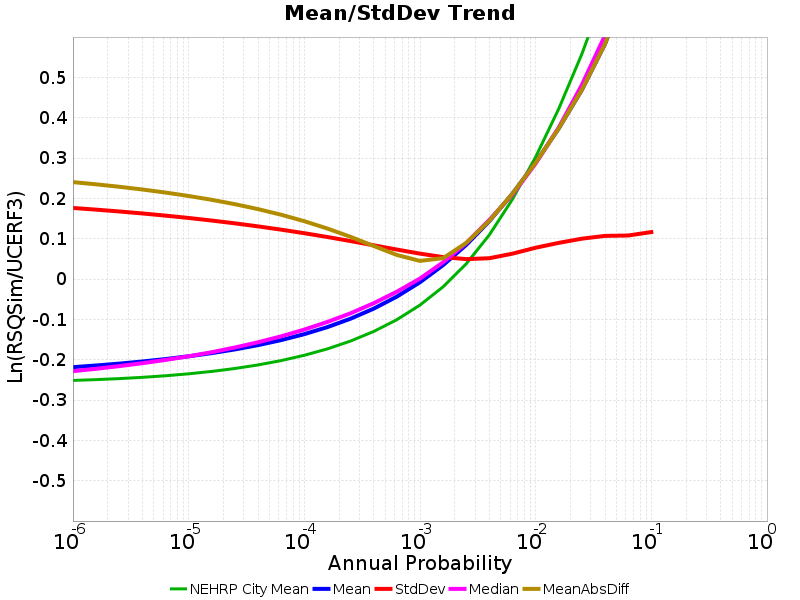 Mean/StdDev Trend
Ln(RSQSim/UCERF3)
0.5
0.4
0.3
0.2
0.1
0
-0.1
-0.2
-0.3
-0.4
-0.5
10^-6 10^-5 10^-4 10^-3 10^-2 10^-1 10^0
Annual Probability
NEHRP City Mean Mean StdDev Median MeanAbsDiff